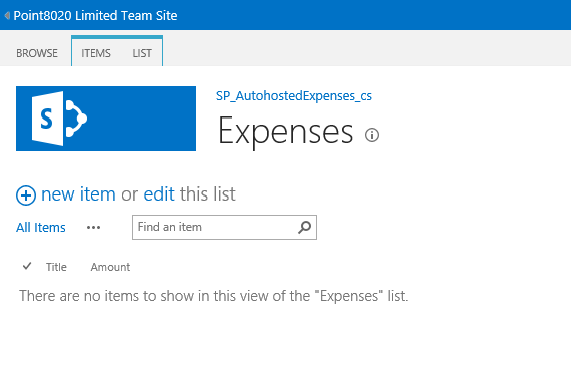 Point8020 Limited Team Site
BROWSE ITEMS LIST
S
SP_AutohostedExpenses_cs
Expenses
new item or edit this list
All Items ••• Find an item
Title Amount
There are no items to show in this view of the "Expenses" list.